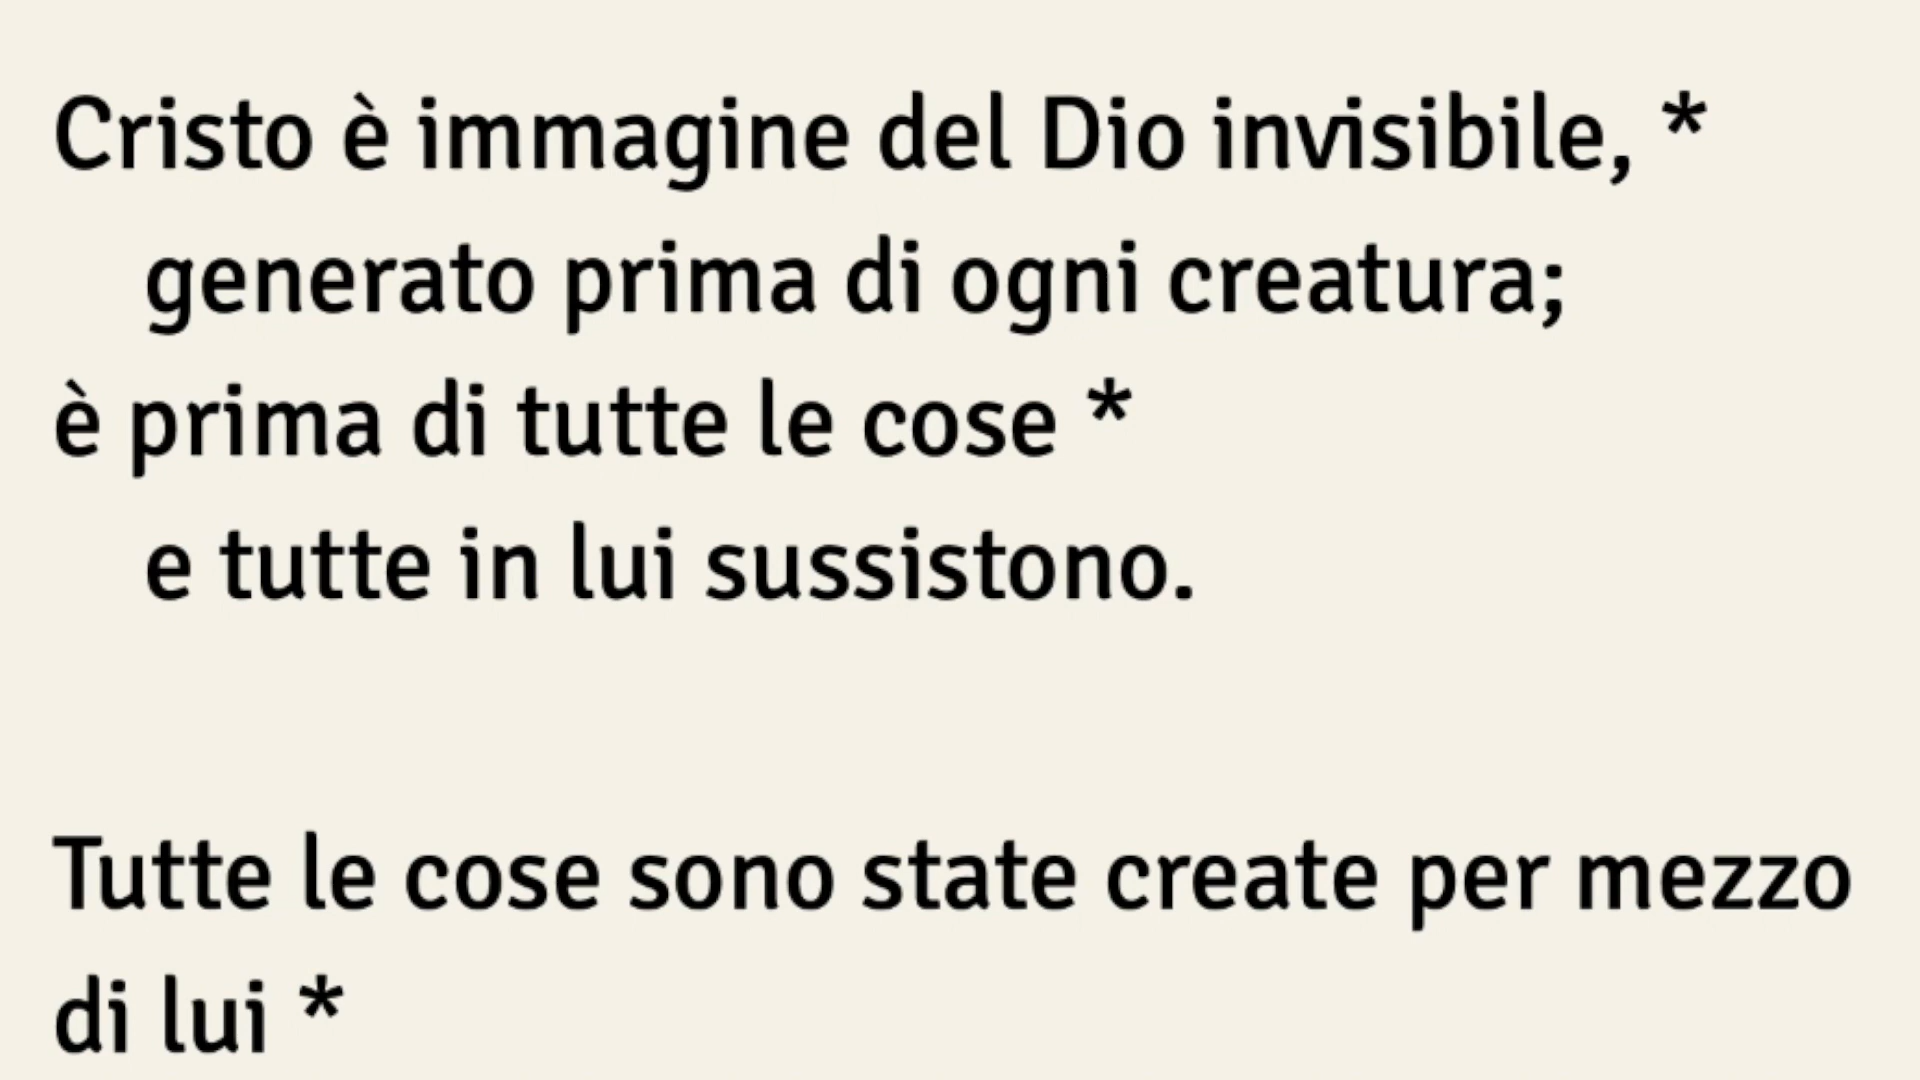 Cristo è immagine del Dio invisibile, *
generato prima di ogni creatura;
è prima di tutte le cose *
e tutte in lui sussistono.
Tutte le cose sono state create per mezzo
di lui *